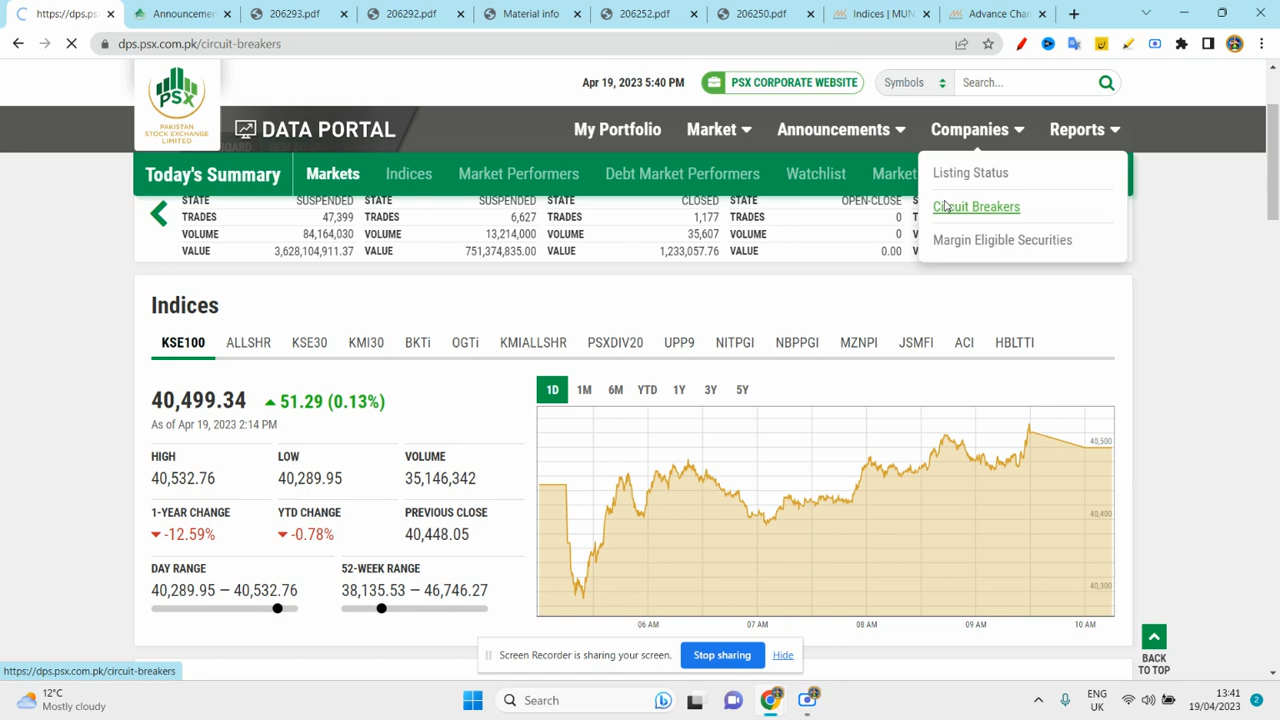 dps.psx.com.pk
Announcemen
206293.pdf
206292.pdf
Material info
206252.pdf
206250.pdf
Indices | MUN
Advance Cha
dps.psx.com.pk/circuit-breakers
PSX
PAKISTAN
STOCK EXCHANGE
LIMITED
Apr 19, 2023 5:40 PM
PSX CORPORATE WEBSITE
Symbols
Search...
DATA PORTAL
My Portfolio
Market
Announcements
Companies
Reports
Today's Summary
Markets
Indices
Market Performers
Debt Market Performers
Watchlist
Market
Listing Status
Circuit Breakers
Margin Eligible Securities
STATE SUSPENDED STATE SUSPENDED STATE CLOSED STATE OPEN-CLOSE S
TRADES 47,399 TRADES 6,627 TRADES 1,177 TRADES 0
VOLUME 84,164,030 VOLUME 13,214,000 VOLUME 35,607 VOLUME 0
VALUE 3,628,104,911.37 VALUE 751,374,835.00 VALUE 1,233,057.76 VALUE 0.00
Indices
KSE100 ALLSHR KSE30 KMI30 BKTi OGTi KMIALLSHR PSXDIV20 UPP9 NITPGI NBPPGI MZNPI JSMFI ACI HBLTTI
40,499.34 51.29 (0.13%)
As of Apr 19, 2023 2:14 PM
HIGH LOW VOLUME
40,532.76 40,289.95 35,146,342
1-YEAR CHANGE YTD CHANGE PREVIOUS CLOSE
-12.59% -0.78% 40,448.05
DAY RANGE 52-WEEK RANGE
40,289.95 — 40,532.76 38,135.53 — 46,746.27
1D 1M 6M YTD 1Y 3Y 5Y
40,500
40,400
40,300
06 AM 07 AM 08 AM 09 AM 10 AM
Screen Recorder is sharing your screen.
Stop sharing
Hide
BACK
TO TOP
https://dps.psx.com.pk/circuit-breakers
12°C
Mostly cloudy
Search
ENG
UK
13:41
19/04/2023
2